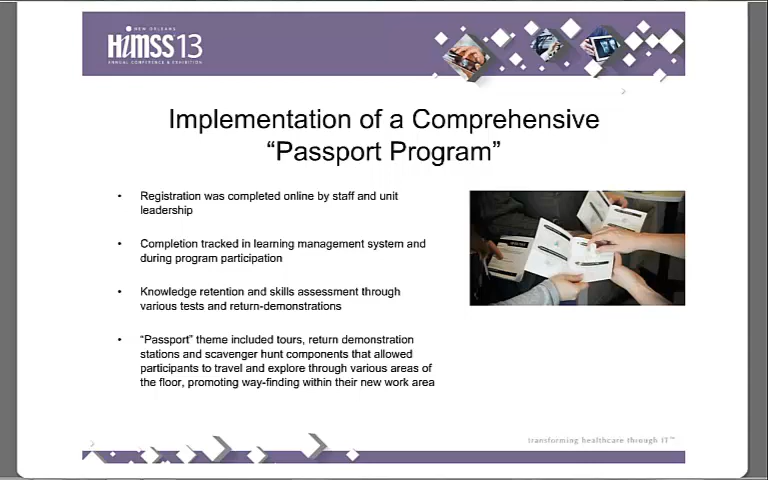 NEW ORLEANS
HIMSS13
ANNUAL CONFERENCE & EXHIBITION
Implementation of a Comprehensive
“Passport Program”
• Registration was completed online by staff and unit
leadership
• Completion tracked in learning management system and
during program participation
• Knowledge retention and skills assessment through
various tests and return-demonstrations
• “Passport” theme included tours, return demonstration
stations and scavenger hunt components that allowed
participants to travel and explore through various areas of
the floor, promoting way-finding within their new work area
transforming healthcare through IT™